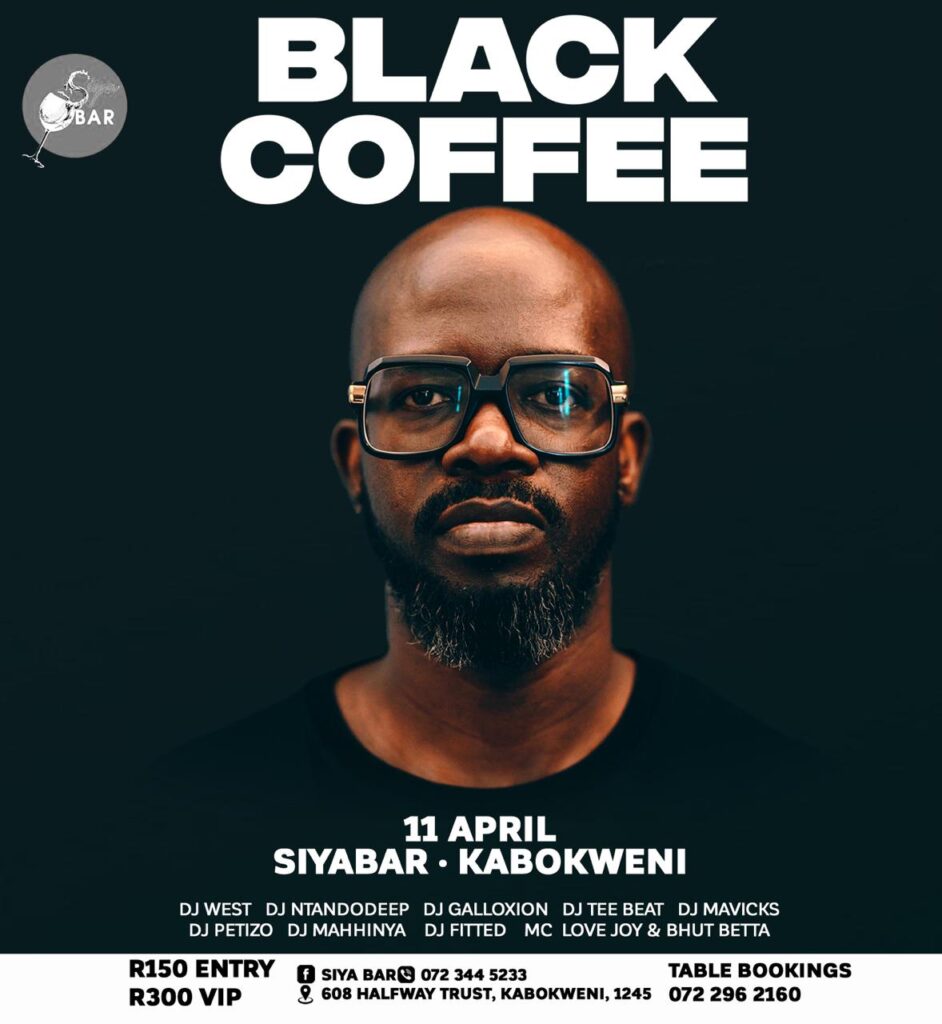 BLACK
COFFEE
S
BAR
11 APRIL
SIYABAR · KABOKWENI
DJ WEST DJ NTANDODEEP DJ GALLOXION DJ TEE BEAT DJ MAVICKS
DJ PETIZO DJ MAHHINYA DJ FITTED MC LOVE JOY & BHUT BETTA
R150 ENTRY
R300 VIP
SIYA BAR 072 344 5233
608 HALFWAY TRUST, KABOKWENI, 1245
TABLE BOOKINGS
072 296 2160